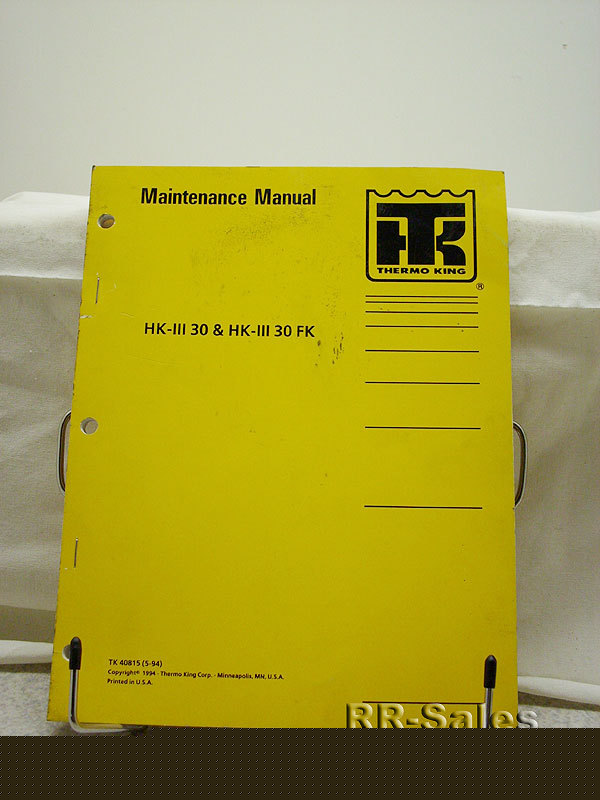 Maintenance Manual
TK
THERMO KING
®
HK-III 30 & HK-III 30 FK
TK 40815 (5-94)
Copyright© 1994 - Thermo King Corp. - Minneapolis, MN, U.S.A.
Printed in U.S.A.
RR-Sales